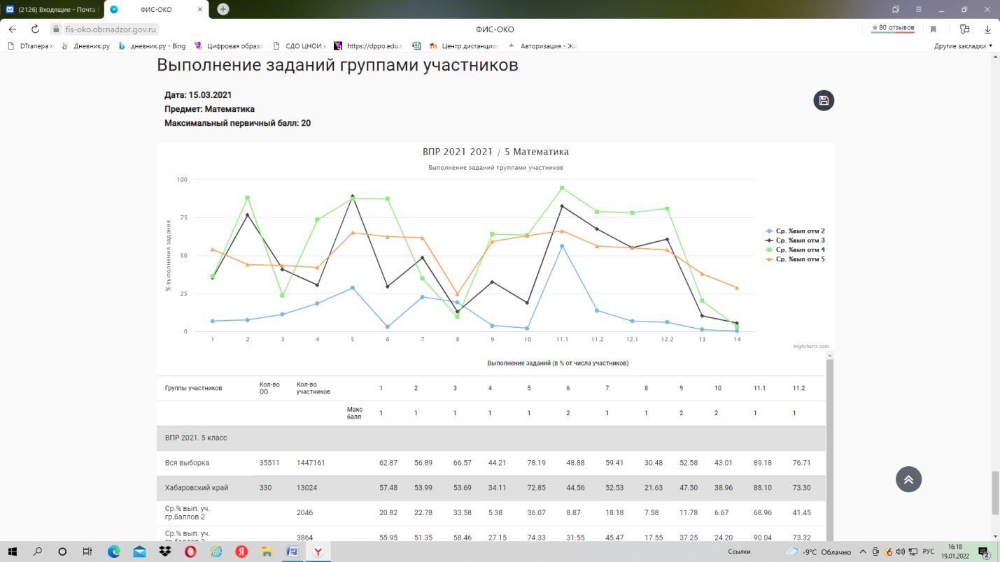 (2126) Входящие - Почта
ФИС-ОКО
fis-oko.obrnadzor.gov.ru
ФИС-ОКО
★ 80 отзывов
DTranepa ›
Дневник.ру
дневник.ру - Bing
Цифровая образо
СДО ЦНОИ ›
https://dppo.edu.r
Центр дистанцион
Авторизация - Жи
Другие закладки
Выполнение заданий группами участников
Дата: 15.03.2021
Предмет: Математика
Максимальный первичный балл: 20
ВПР 2021 2021 / 5 Математика
Выполнение заданий группами участников
% выполнения задания
100
75
50
25
0
1 2 3 4 5 6 7 8 9 10 11.1 11.2 12.1 12.2 13 14
Ср. %вып отм 2
Ср. %вып отм 3
Ср. %вып отм 4
Ср. %вып отм 5
Highcharts.com
Выполнение заданий (в % от числа участников)
Группы участников Кол-во ОО Кол-во участников 1 2 3 4 5 6 7 8 9 10 11.1 11.2
Макс балл 1 1 1 1 1 2 1 1 2 2 1 1
ВПР 2021. 5 класс
Вся выборка 35511 1447161 62.87 56.89 66.57 44.21 78.19 48.88 59.41 30.48 52.58 43.01 89.18 76.71
Хабаровский край 330 13024 57.48 53.99 53.69 34.11 72.85 44.56 52.53 21.63 47.50 38.96 88.10 73.30
Ср.% вып. уч. гр.баллов 2 2046 20.82 22.78 33.58 5.38 36.07 8.87 18.18 7.58 11.78 6.67 68.96 41.45
Ср.% вып. уч. 3864 55.95 51.35 58.46 27.15 74.33 31.55 45.47 17.55 37.25 24.20 90.04 73.32
Ссылки
-9°C Облачно
РУС
16:18
19.01.2022
2